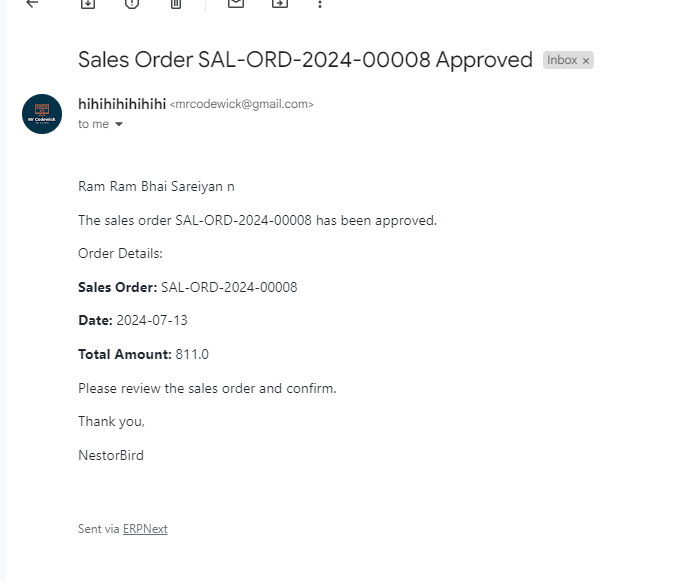 Sales Order SAL-ORD-2024-00008 Approved Inbox ×
hihihihihihihi <mrcodewick@gmail.com>
to me
Mr Codewick
Ram Ram Bhai Sareiyan n
The sales order SAL-ORD-2024-00008 has been approved.
Order Details:
Sales Order: SAL-ORD-2024-00008
Date: 2024-07-13
Total Amount: 811.0
Please review the sales order and confirm.
Thank you,
NestorBird
Sent via ERPNext